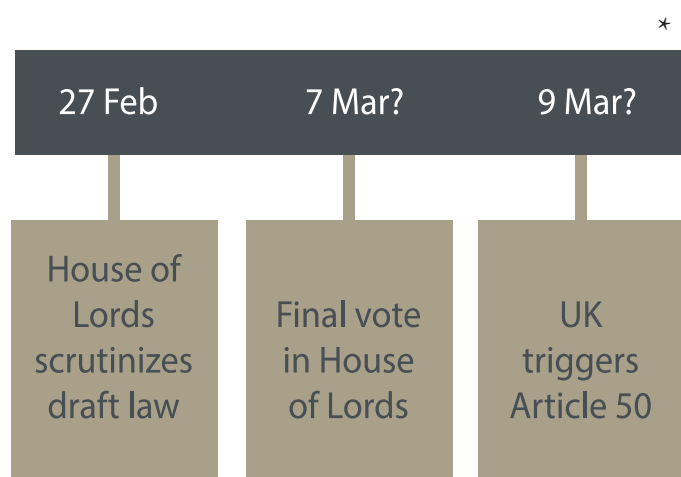 *
27 Feb
7 Mar?
9 Mar?
House of
Lords
scrutinizes
draft law
Final vote
in House
of Lords
UK
triggers
Article 50